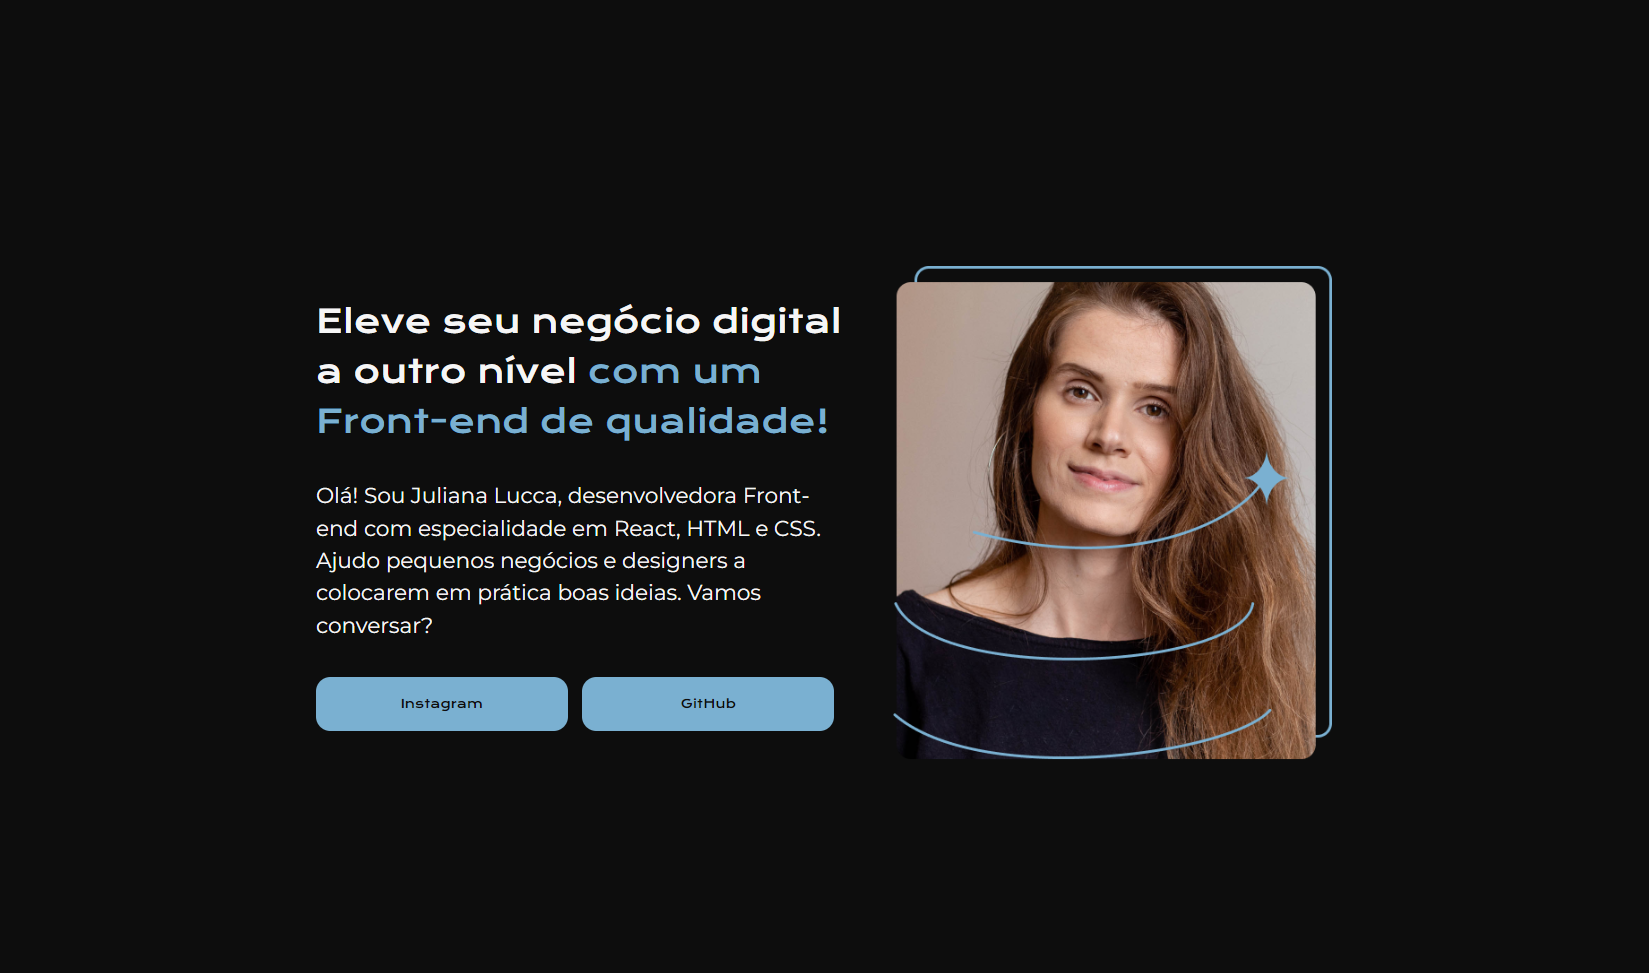 Eleve seu negócio digital
a outro nível com um
Front-end de qualidade!
Olá! Sou Juliana Lucca, desenvolvedora Front-
end com especialidade em React, HTML e CSS.
Ajudo pequenos negócios e designers a
colocarem em prática boas ideias. Vamos
conversar?
Instagram
GitHub